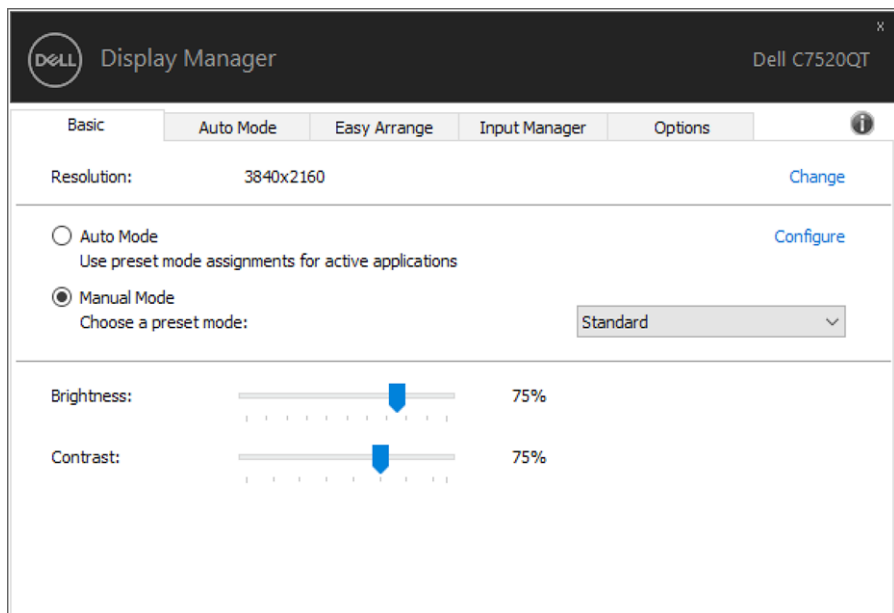 x
DELL Display Manager Dell C7520QT
Basic Auto Mode Easy Arrange Input Manager Options i
Resolution: 3840x2160 Change
Auto Mode Configure
Use preset mode assignments for active applications
Manual Mode
Choose a preset mode: Standard
Brightness: 75%
Contrast: 75%